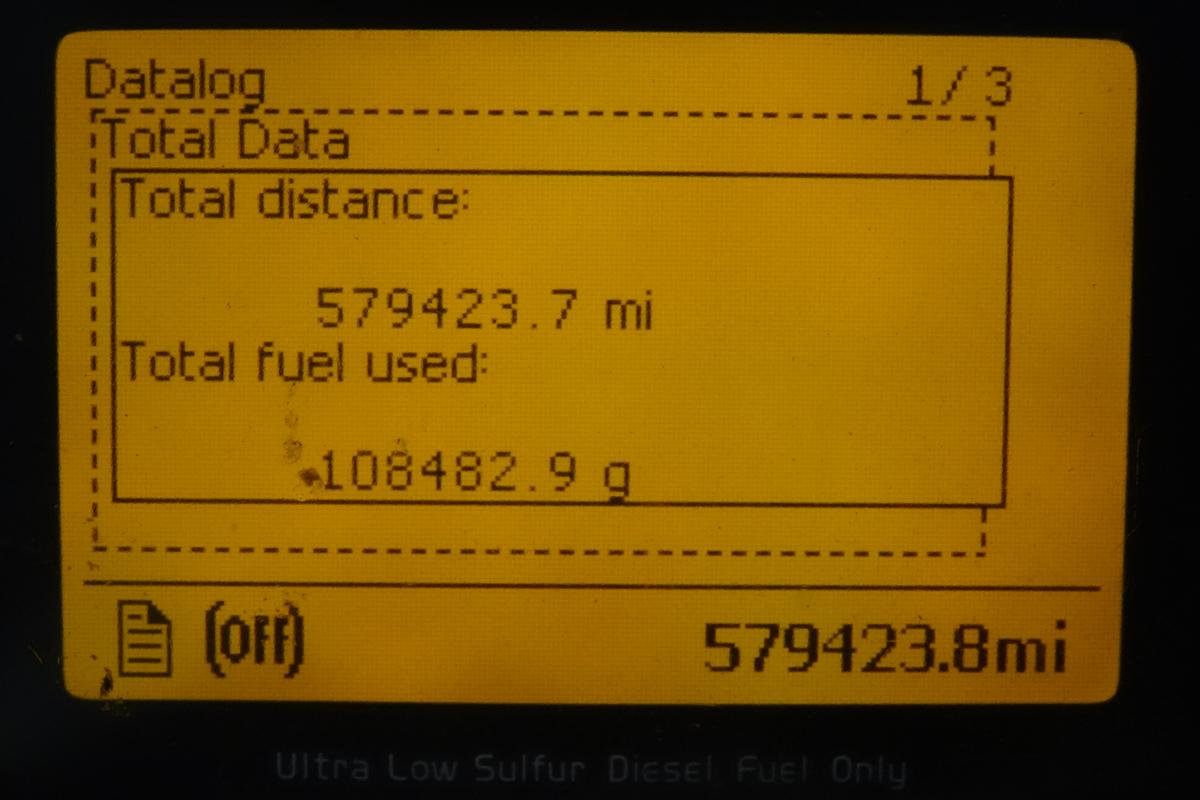 Datalog 1/3
Total Data
Total distance:
579423.7 mi
Total fuel used:
108482.9 g
(Off) 579423.8mi
Ultra Low Sulfur Diesel Fuel Only